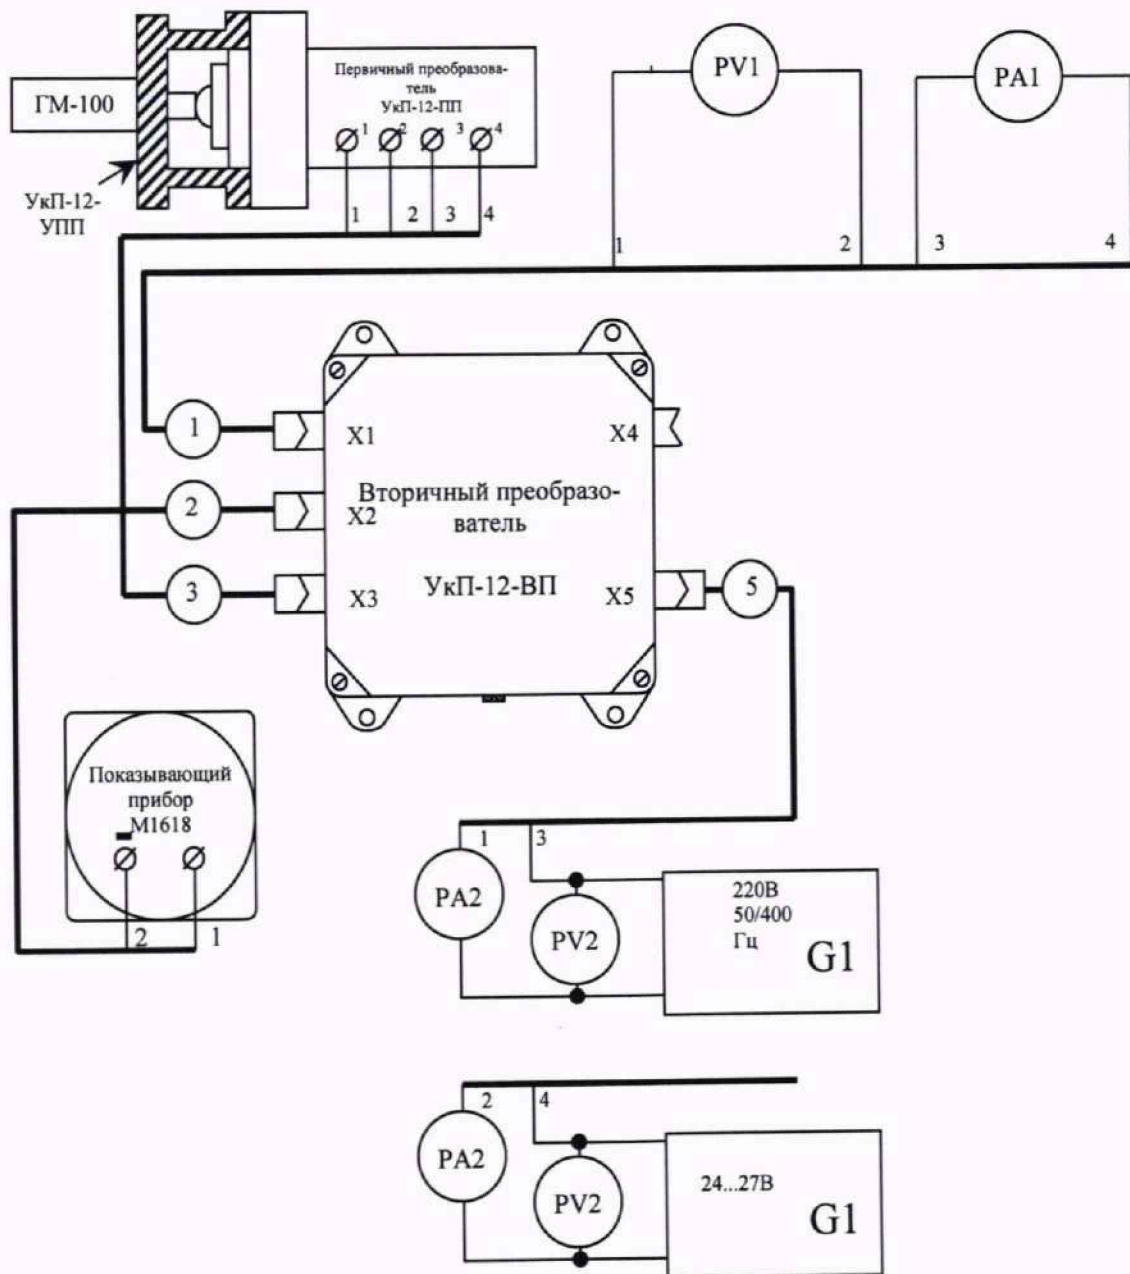 ГМ-100
УкП-12-
УПП
Первичный преобразова-
тель
УкП-12-ПП
1 2 3 4
1 2 3 4
PV1
PA1
1 2 3 4
1
2
3
X1
X2
X3
X4
X5
Вторичный преобразо-
ватель
УкП-12-ВП
5
Показывающий
прибор
М1618
2 1
1 3
PA2
PV2
220В
50/400
Гц
G1
2 4
PA2
PV2
24...27В
G1